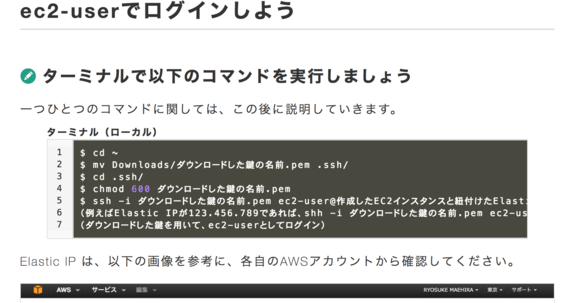 ec2-userでログインしよう
ターミナルで以下のコマンドを実行しましょう
一つひとつのコマンドに関しては、この後に説明していきます。
ターミナル（ローカル）
1 $ cd ~
2 $ mv Downloads/ダウンロードした鍵の名前.pem .ssh/
3 $ cd .ssh/
4 $ chmod 600 ダウンロードした鍵の名前.pem
5 $ ssh -i ダウンロードした鍵の名前.pem ec2-user@作成したEC2インスタンスと紐付けたElast
6 (例えばElastic IPが123.456.789であれば、shh -i ダウンロードした鍵の名前.pem ec2-us
7 (ダウンロードした鍵を用いて、ec2-userとしてログイン)
Elastic IP は、以下の画像を参考に、各自のAWSアカウントから確認してください。
AWS サービス 編集 RYOSUKE MAEHIRA 東京 サポート